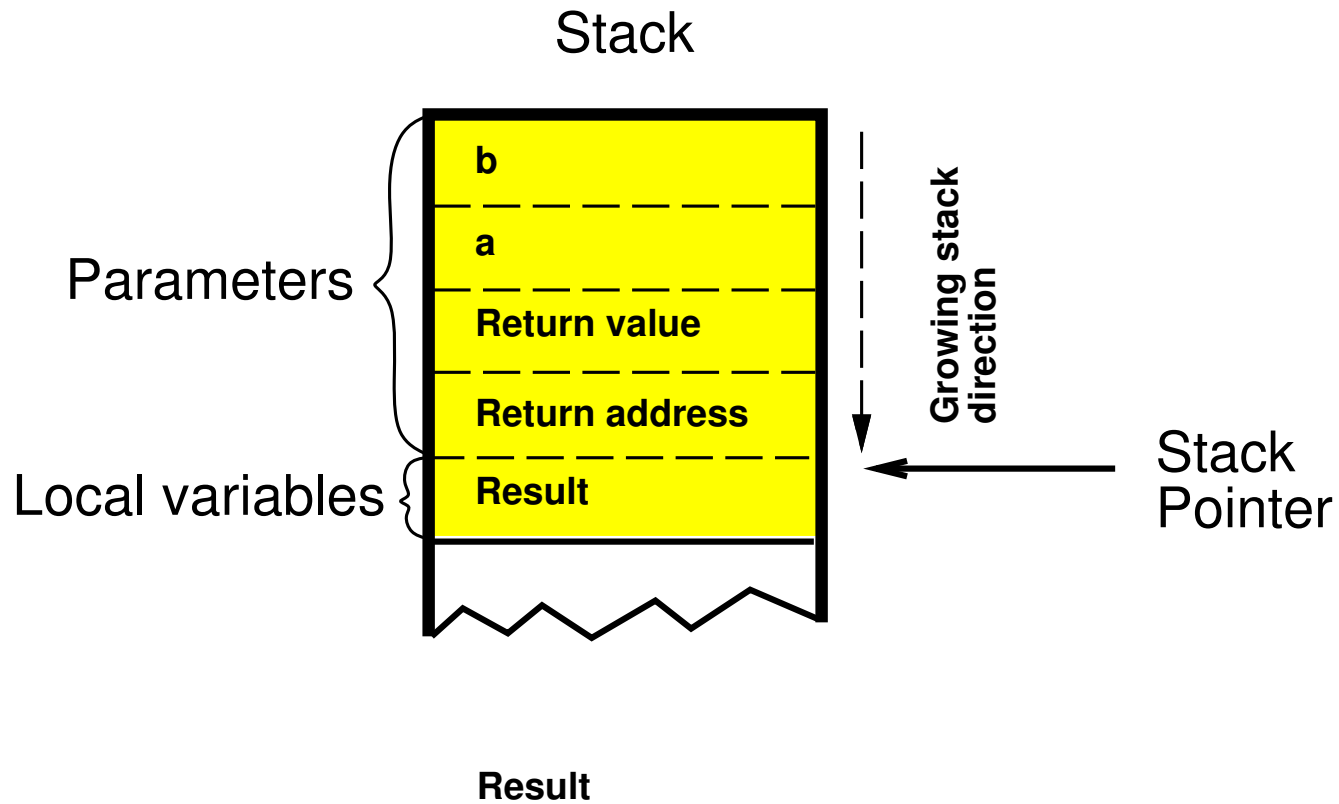 Stack
b
a
Parameters
Return value
Return address
Growing stack
direction
Stack
Pointer
Local variables
Result
Result